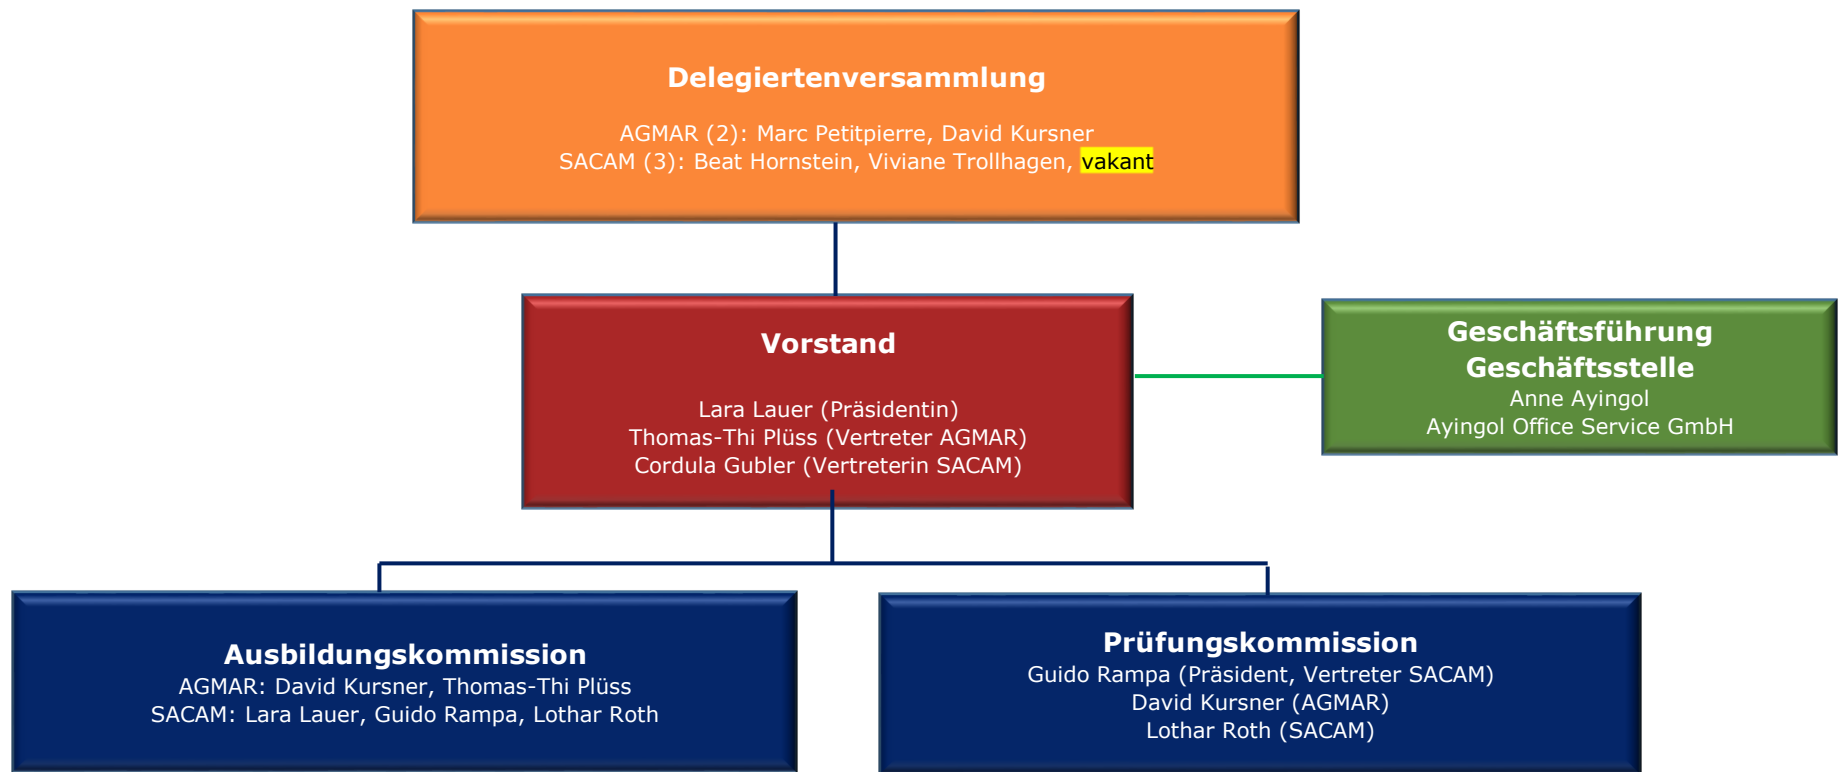 Delegiertenversammlung
AGMAR (2): Marc Petitpierre, David Kursner
SACAM (3): Beat Hornstein, Viviane Trollhagen, vakant
Vorstand
Lara Lauer (Präsidentin)
Thomas-Thi Plüss (Vertreter AGMAR)
Cordula Gubler (Vertreterin SACAM)
Geschäftsführung
Geschäftsstelle
Anne Ayingol
Ayingol Office Service GmbH
Ausbildungskommission
AGMAR: David Kursner, Thomas-Thi Plüss
SACAM: Lara Lauer, Guido Rampa, Lothar Roth
Prüfungskommission
Guido Rampa (Präsident, Vertreter SACAM)
David Kursner (AGMAR)
Lothar Roth (SACAM)